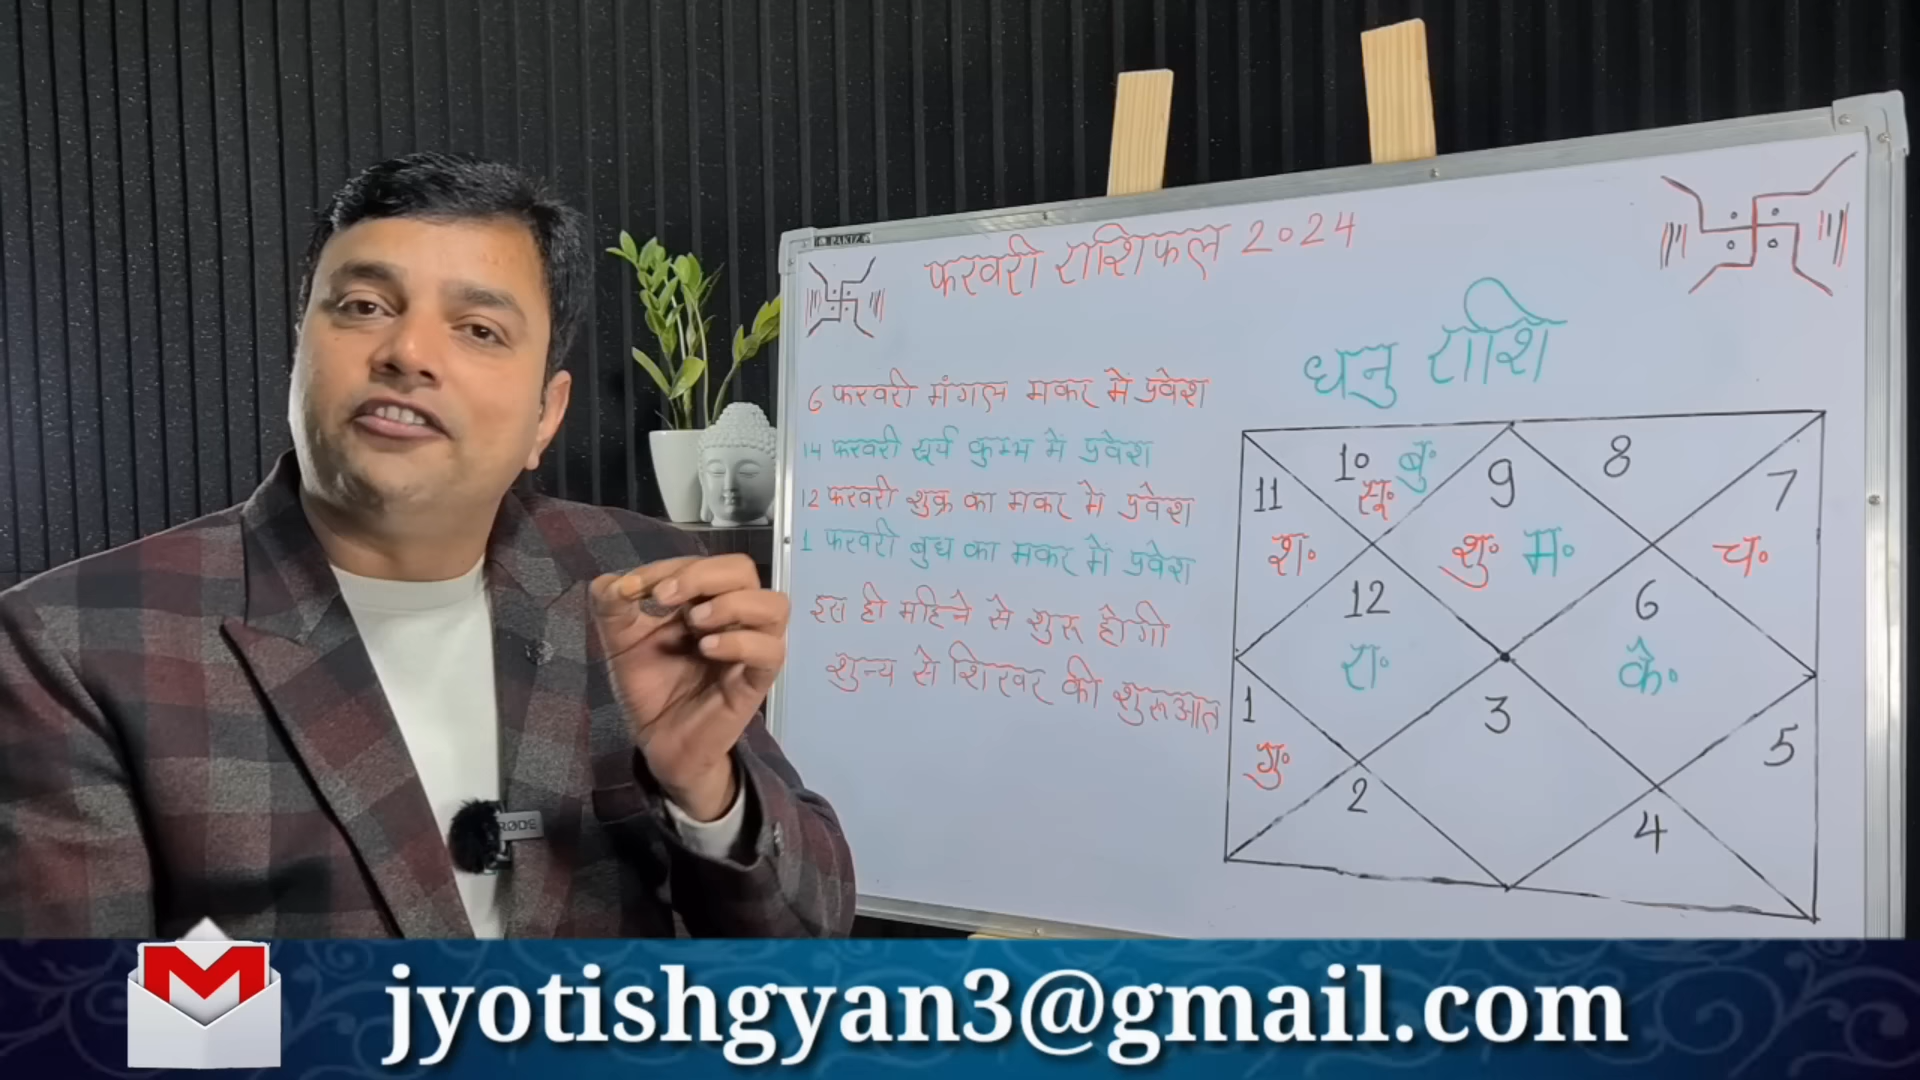 फरवरी राशिफल 2024
धनु राशि
6 फरवरी मंगल मकर में प्रवेश
14 फरवरी सूर्य कुम्भ मे प्रवेश
12 फरवरी शुक्र का मकर मे प्रवेश
1 फरवरी बुध का मकर में प्रवेश
इस ही महिने से शुरू होगी
शुन्य से शिखर की शुरूआत
10 बु॰ 9 8
11 सू॰ 7
श॰ शु॰ म॰ च॰
12 6
रा॰ के॰
1 3 5
गु॰
2 4
RØDE
jyotishgyan3@gmail.com